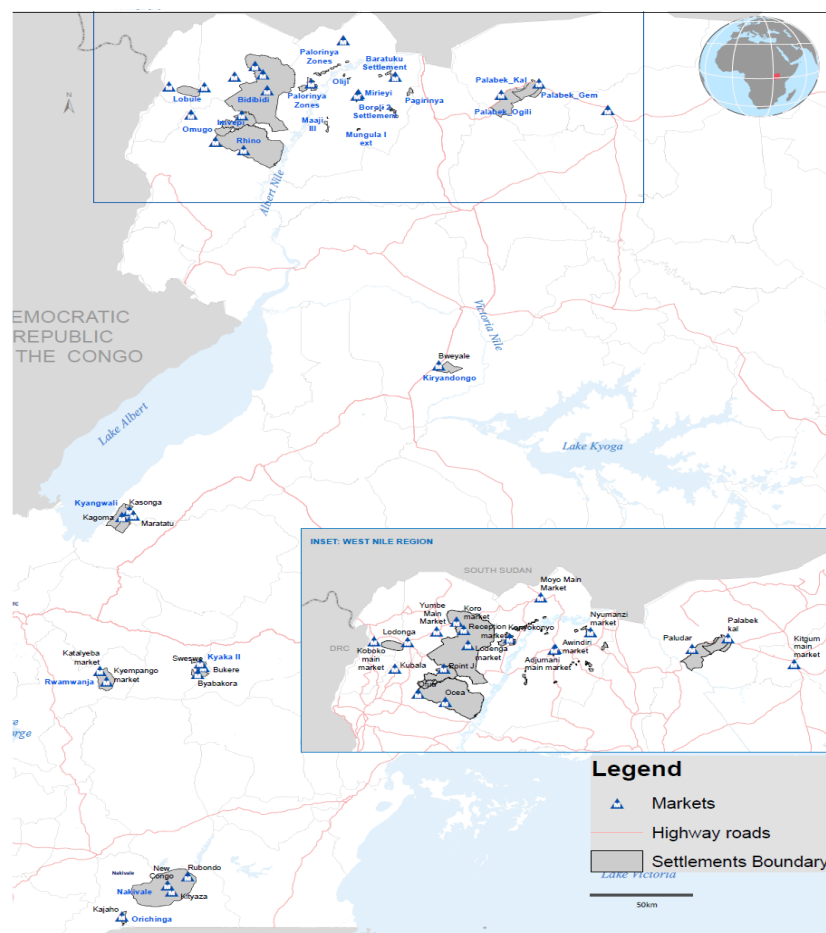 Palorinya
Zones
Baratuku
Settlement
Oliji
Lobule
Bidibidi
Palorinya
Zones
Mirieyi
Pagirinya
Boroli 2
Settlement
Palabek_Kal
Palabek_Gem
Palabek_Ogili
Omugo
Imvepi
Rhino
Maaji
III
Mungula I
ext
N
Albert Nile
EMOCRATIC
REPUBLIC
THE CONGO
Victoria Nile
Bweyale
Kiryandongo
Lake Albert
Lake Kyoga
Kyangwali
Kasonga
Kagoma
Maratatu
INSET: WEST NILE REGION
SOUTH SUDAN
DRC
Moyo Main
Market
Yumbe
Main
Market
Koro
market
Nyumanzi
market
Lodonga
Reception
market
Koboko
main
market
Lodenga
market
Awindiri
market
Adjumani
main market
Kubala
Point J
Ocea
Paludar
Palabek
kal
Kitgum
main
market
Katalyeba
market
Kyempango
market
Rwamwanja
Sweswe
Kyaka II
Bukere
Byabakora
Legend
Markets
Highway roads
Settlements Boundary
Lake Victoria
50km
Nakivale
New
Congo
Rubondo
Nakivale
Kityaza
Kajaho
Orichinga